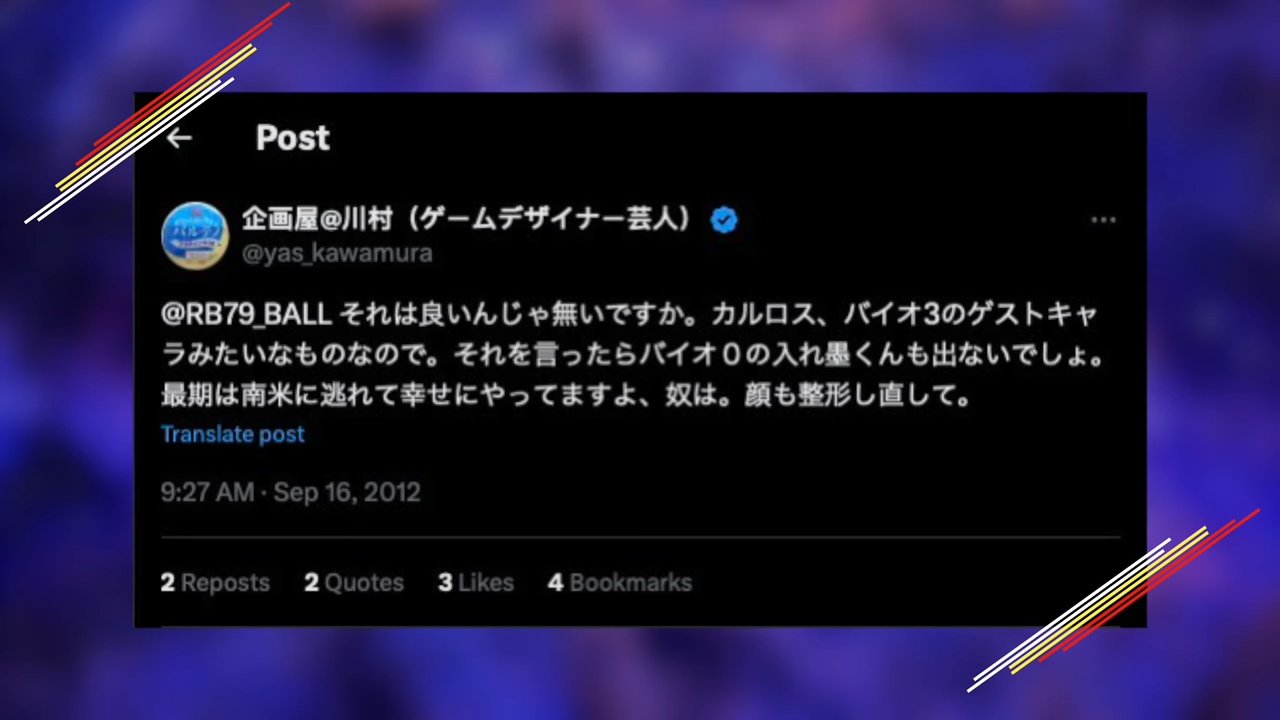 Post
企画屋@川村（ゲームデザイナー芸人）
@yas_kawamura
@RB79_BALL それは良いんじゃ無いですか。カルロス、バイオ3のゲストキャ
ラみたいなものなので。それを言ったらバイオ０の入れ墨くんも出ないでしょ。
最期は南米に逃れて幸せにやってますよ、奴は。顔も整形し直して。
Translate post
9:27 AM · Sep 16, 2012
2 Reposts 2 Quotes 3 Likes 4 Bookmarks